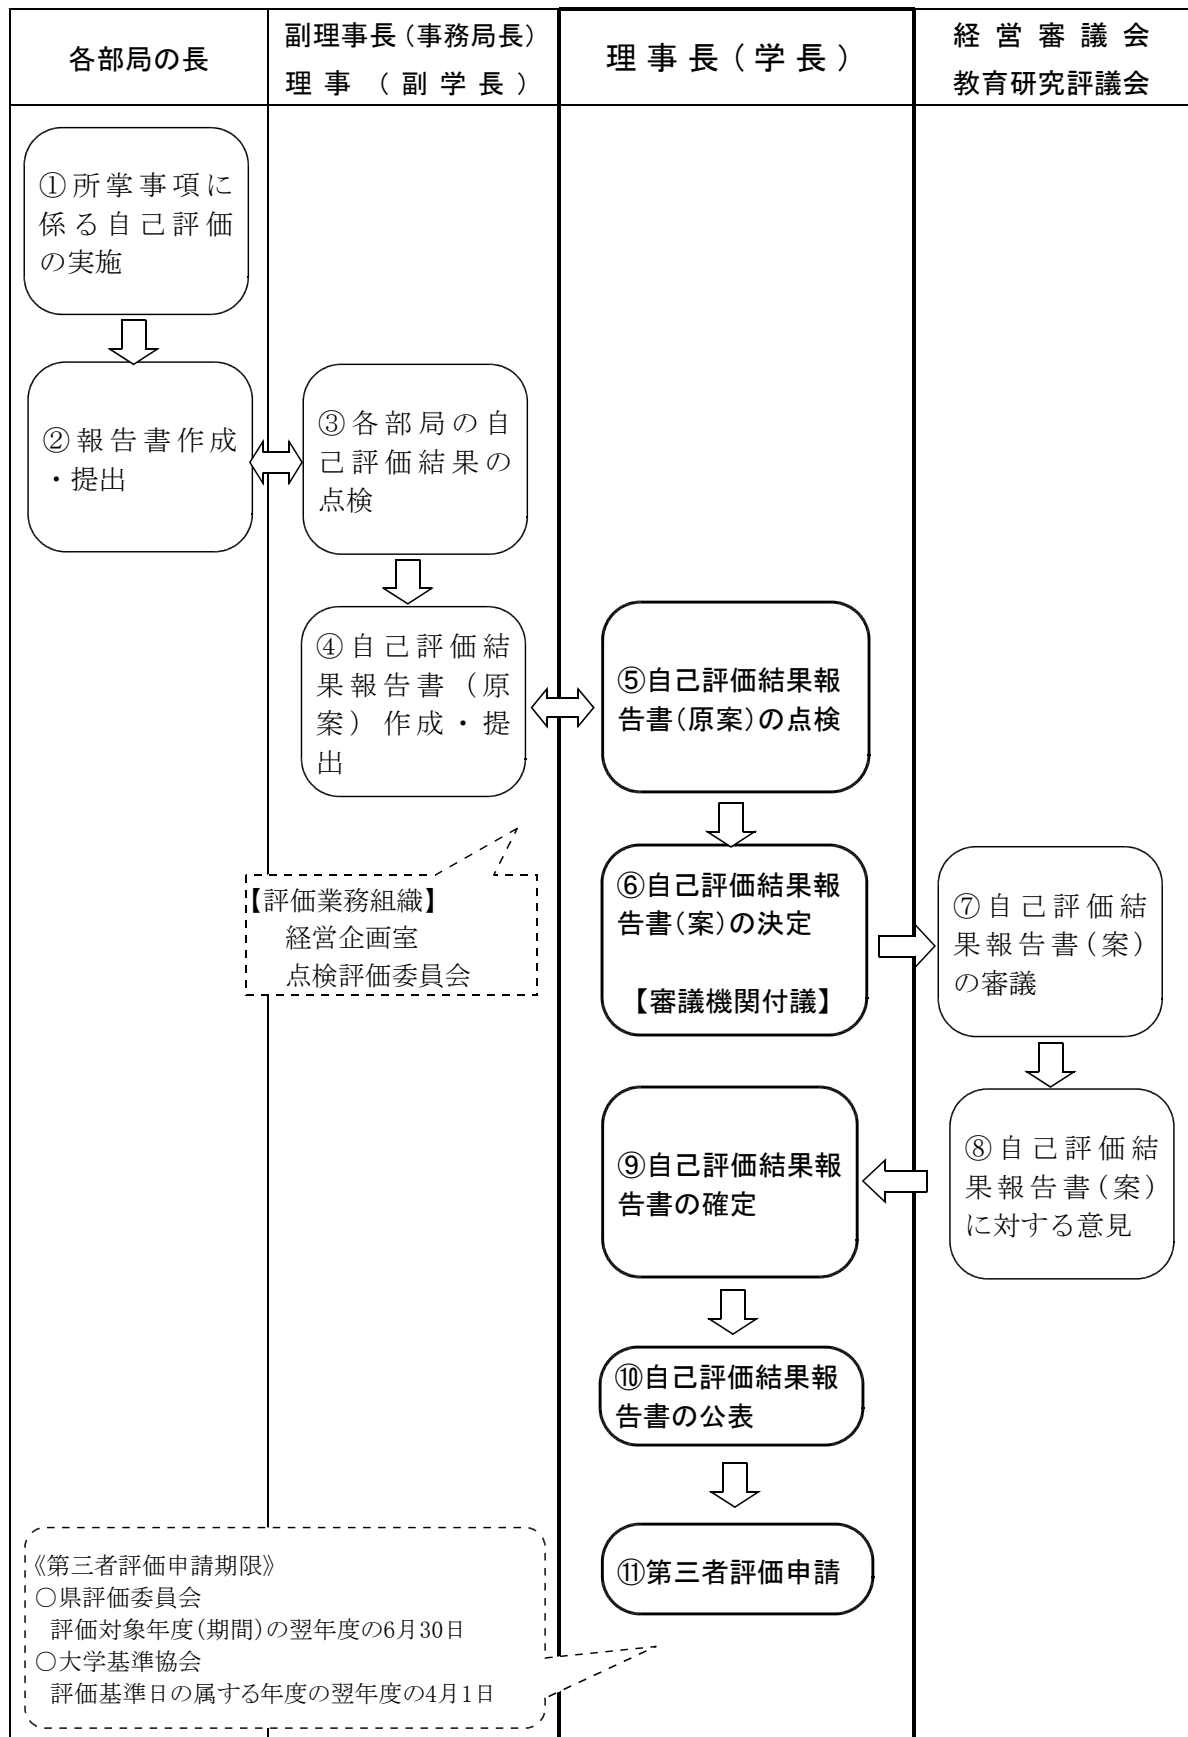 各部局の長
副理事長（事務局長）
理事（副学長）
理事長（学長）
経営審議会
教育研究評議会
①所掌事項に
係る自己評価
の実施
②報告書作成
・提出
③各部局の自
己評価結果の
点検
④自己評価結
果報告書（原
案）作成・提
出
⑤自己評価結果報
告書（原案）の点検
【評価業務組織】
経営企画室
点検評価委員会
⑥自己評価結果報
告書（案）の決定
【審議機関付議】
⑦自己評価結
果報告書（案）
の審議
⑧自己評価結
果報告書（案）
に対する意見
⑨自己評価結果報
告書の確定
⑩自己評価結果報
告書の公表
⑪第三者評価申請
《第三者評価申請期限》
○県評価委員会
評価対象年度（期間）の翌年度の6月30日
○大学基準協会
評価基準日の属する年度の翌年度の4月1日